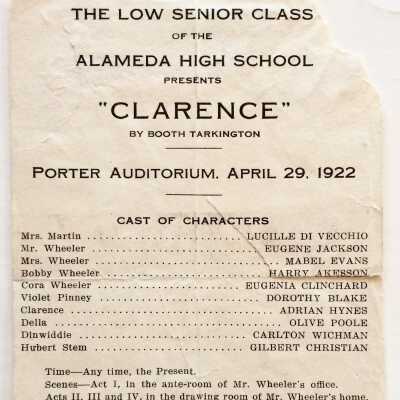 THE LOW SENIOR CLASS
OF THE
ALAMEDA HIGH SCHOOL
PRESENTS
"CLARENCE"
BY BOOTH TARKINGTON
PORTER AUDITORIUM, APRIL 29, 1922
CAST OF CHARACTERS
Mrs. Martin ........................ LUCILLE DI VECCHIO
Mr. Wheeler ........................ EUGENE JACKSON
Mrs. Wheeler ........................ MABEL EVANS
Bobby Wheeler ........................ HARRY AKESSON
Cora Wheeler ........................ EUGENIA CLINCHARD
Violet Pinney ........................ DOROTHY BLAKE
Clarence ........................ ADRIAN HYNES
Della ........................ OLIVE POOLE
Dinwiddie ........................ CARLTON WICHMAN
Hubert Stem ........................ GILBERT CHRISTIAN
Time—Any time, the Present.
Scenes—Act I, in the ante-room of Mr. Wheeler's office.
Acts II, III and IV, in the drawing room of Mr. Wheeler's home.